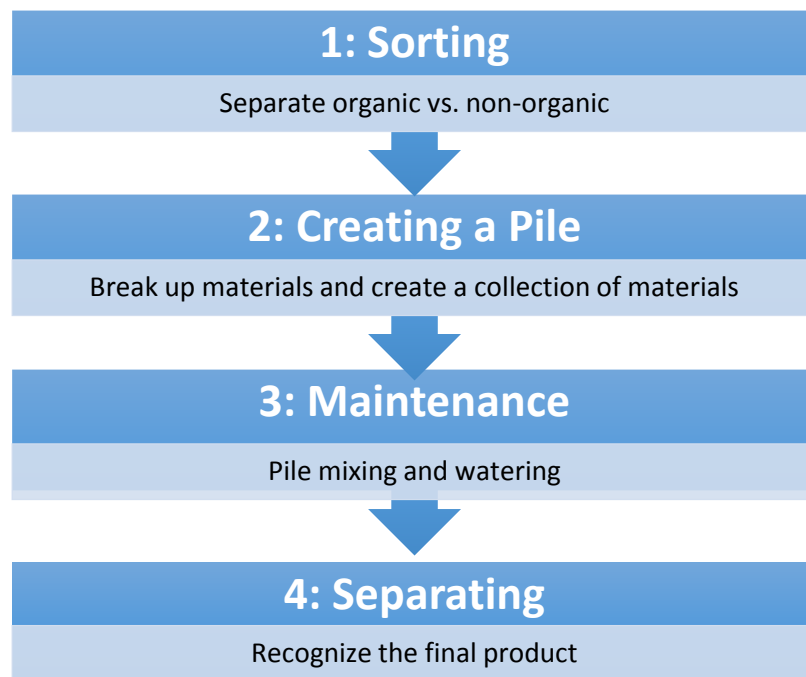 1: Sorting
Separate organic vs. non-organic
2: Creating a Pile
Break up materials and create a collection of materials
3: Maintenance
Pile mixing and watering
4: Separating
Recognize the final product